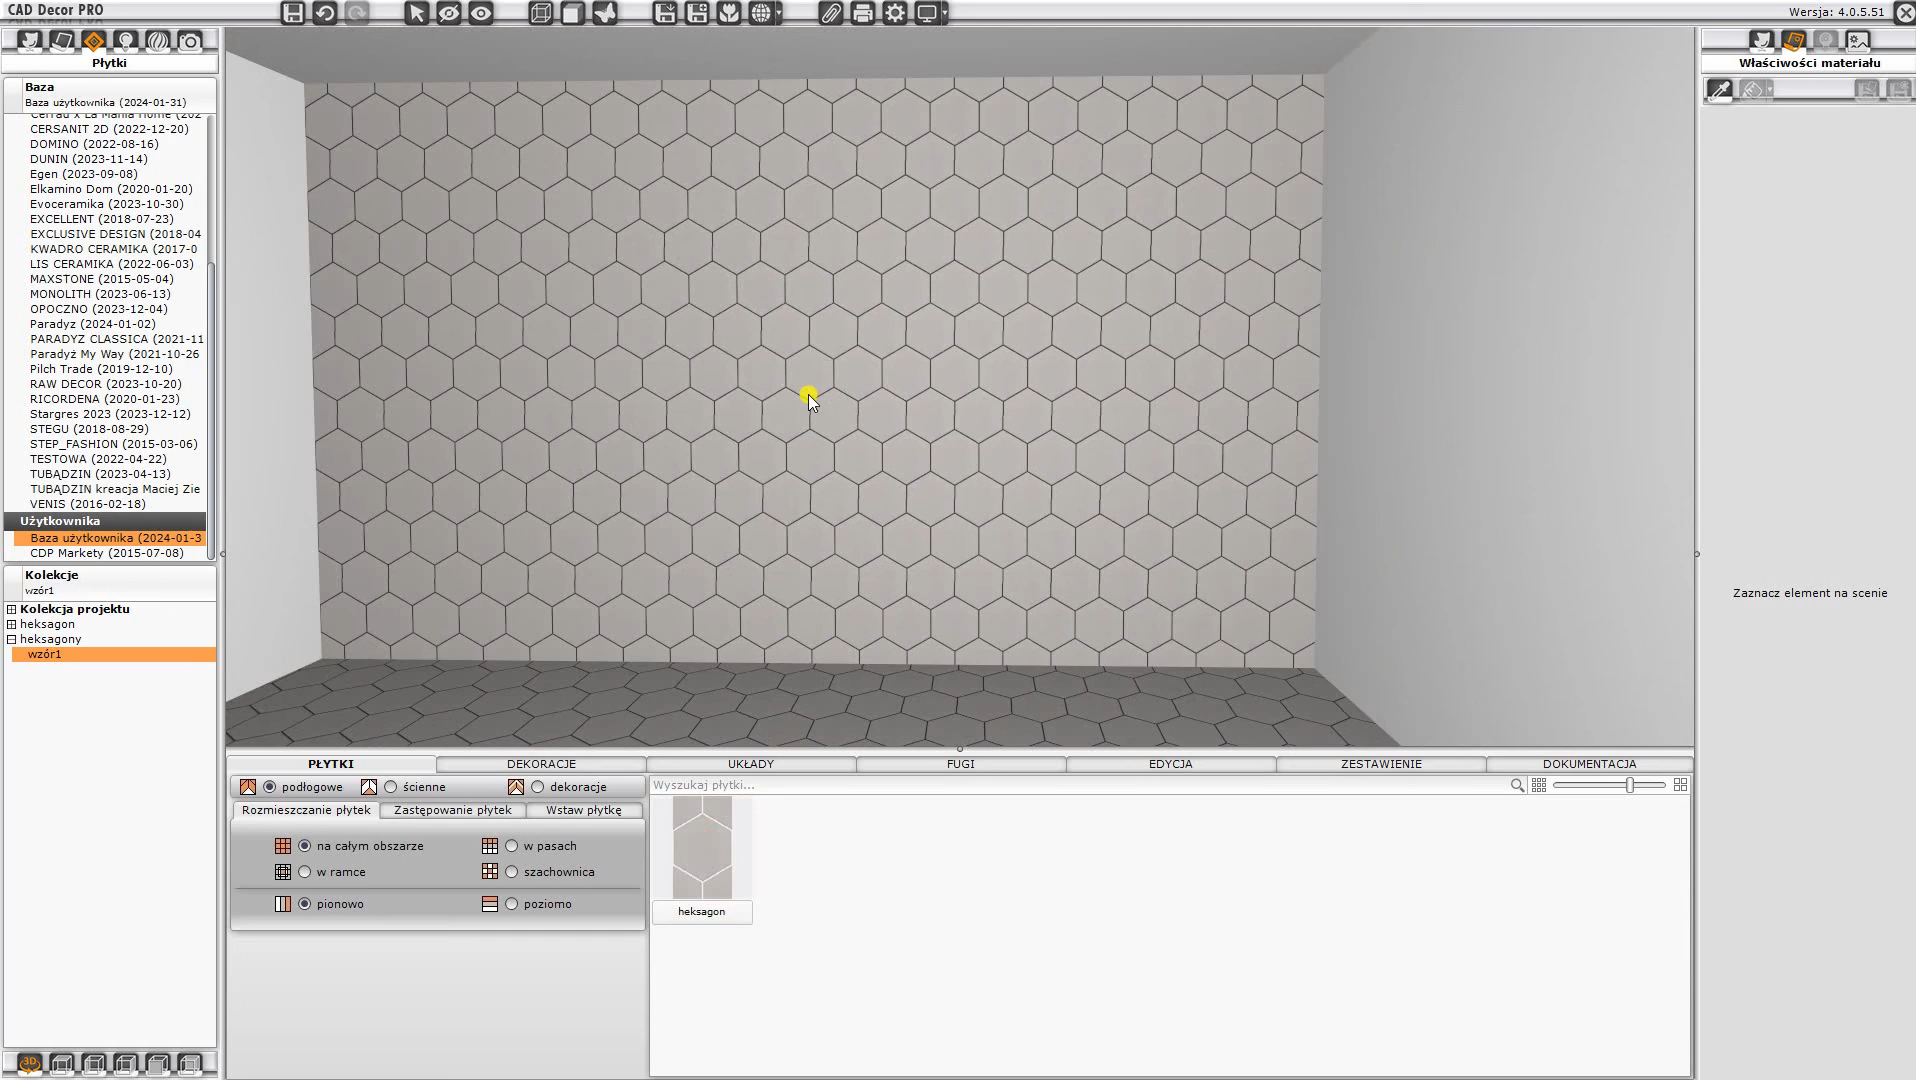 CAD Decor PRO
Wersja: 4.0.5.51
Płytki
Właściwości materiału
Baza
Baza użytkownika (2024-01-31)
Cerrad x La Mania Home (202
CERSANIT 2D (2022-12-20)
DOMINO (2022-08-16)
DUNIN (2023-11-14)
Egen (2023-09-08)
Elkamino Dom (2020-01-20)
Evoceramika (2023-10-30)
EXCELLENT (2018-07-23)
EXCLUSIVE DESIGN (2018-04
KWADRO CERAMIKA (2017-0
LIS CERAMIKA (2022-06-03)
MAXSTONE (2015-05-04)
MONOLITH (2023-06-13)
OPOCZNO (2023-12-04)
Paradyz (2024-01-02)
PARADYZ CLASSICA (2021-11
Paradyż My Way (2021-10-26
Pilch Trade (2019-12-10)
RAW DECOR (2023-10-20)
RICORDENA (2020-01-23)
Stargres 2023 (2023-12-12)
STEGU (2018-08-29)
STEP_FASHION (2015-03-06)
TESTOWA (2022-04-22)
TUBĄDZIN (2023-04-13)
TUBĄDZIN kreacja Maciej Zie
VENIS (2016-02-18)
Użytkownika
Baza użytkownika (2024-01-3
CDP Markety (2015-07-08)
Kolekcje
wzór1
Kolekcja projektu
heksagon
heksagony
wzór1
3D
Zaznacz element na scenie
PŁYTKI
DEKORACJE
UKŁADY
FUGI
EDYCJA
ZESTAWIENIE
DOKUMENTACJA
podłogowe
ścienne
dekoracje
Wyszukaj płytki...
Rozmieszczanie płytek
Zastępowanie płytek
Wstaw płytkę
na całym obszarze
w pasach
w ramce
szachownica
pionowo
poziomo
heksagon